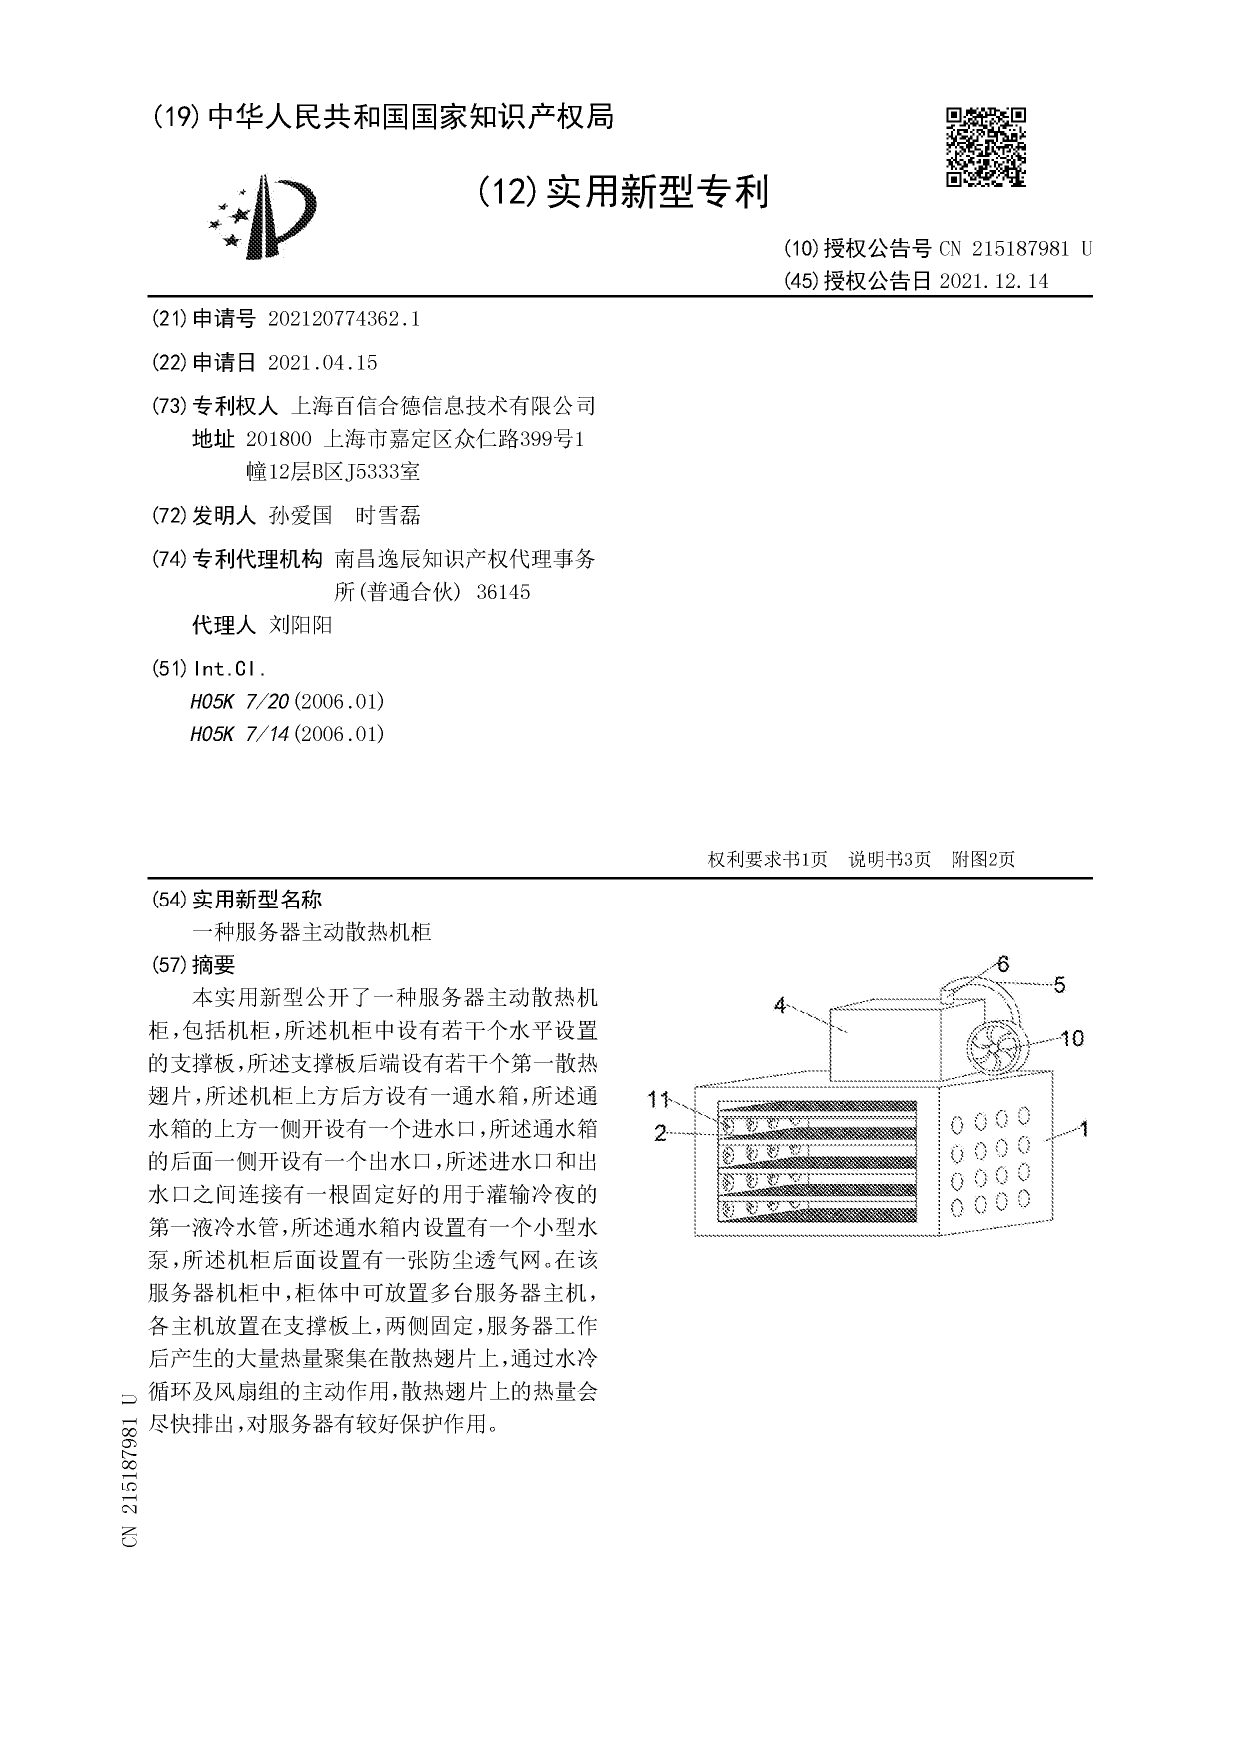 (19)中华人民共和国国家知识产权局
(12)实用新型专利
(10)授权公告号 CN 215187981 U
(45)授权公告日 2021.12.14
(21)申请号 202120774362.1
(22)申请日 2021.04.15
(73)专利权人 上海百信合德信息技术有限公司
地址 201800 上海市嘉定区众仁路399号1
幢12层B区J5333室
(72)发明人 孙爱国 时雪磊
(74)专利代理机构 南昌逸辰知识产权代理事务
所(普通合伙) 36145
代理人 刘阳阳
(51)Int.Cl.
H05K 7/20(2006.01)
H05K 7/14(2006.01)
权利要求书1页 说明书3页 附图2页
(54)实用新型名称
一种服务器主动散热机柜
(57)摘要
本实用新型公开了一种服务器主动散热机
柜,包括机柜,所述机柜中设有若干个水平设置
的支撑板,所述支撑板后端设有若干个第一散热
翅片,所述机柜上方后方设有一通水箱,所述通
水箱的上方一侧开设有一个进水口,所述通水箱
的后面一侧开设有一个出水口,所述进水口和出
水口之间连接有一根固定好的用于灌输冷夜的
第一液冷水管,所述通水箱内设置有一个小型水
泵,所述机柜后面设置有一张防尘透气网。在该
服务器机柜中,柜体中可放置多台服务器主机,
各主机放置在支撑板上,两侧固定,服务器工作
后产生的大量热量聚集在散热翅片上,通过水冷
循环及风扇组的主动作用,散热翅片上的热量会
尽快排出,对服务器有较好保护作用。
6
5
4
10
11
2
1
CN 215187981 U